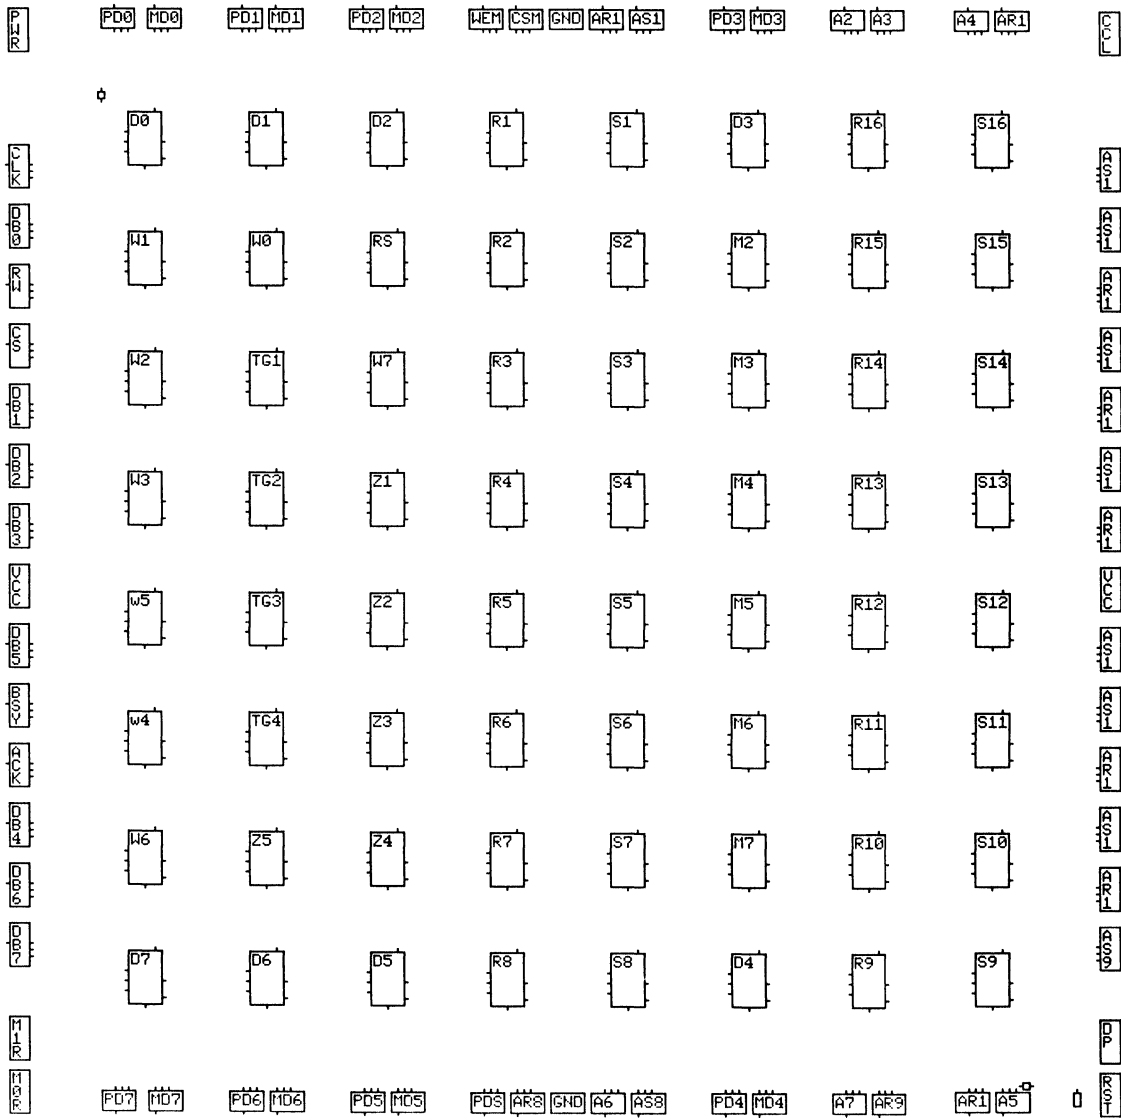 PWR PD0 MD0 PD1 MD1 PD2 MD2 WEM CSM GND AR1 AS1 PD3 MD3 A2 A3 A4 AR1 CCL
D0 D1 D2 R1 S1 D3 R16 S16
CLK AS1
DB0 AS1
W1 W0 RS R2 S2 M2 R15 S15
RW AR1
CS AS1
W2 TG1 W7 R3 S3 M3 R14 S14
DB1 AR1
DB2 AS1
W3 TG2 Z1 R4 S4 M4 R13 S13
DB3 AR1
VCC VCC
W5 TG3 Z2 R5 S5 M5 R12 S12
DB5 AS1
BSY AS1
W4 TG4 Z3 R6 S6 M6 R11 S11
ACK AR1
DB4 AS1
W6 Z5 Z4 R7 S7 M7 R10 S10
DB6 AR1
DB7 AS9
D7 D6 D5 R8 S8 D4 R9 S9
M1R DP
M0R PD7 MD7 PD6 MD6 PD5 MD5 PDS AR8 GND A6 AS8 PD4 MD4 A7 AR9 AR1 A5 RST